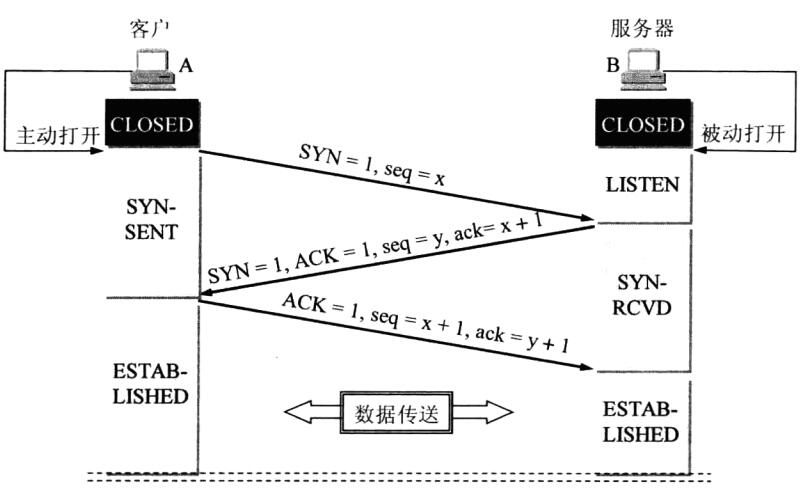 客户
服务器
A
B
CLOSED
CLOSED
主动打开
被动打开
SYN = 1, seq = x
LISTEN
SYN-
SENT
SYN = 1, ACK = 1, seq = y, ack= x + 1
SYN-
RCVD
ACK = 1, seq = x + 1, ack = y + 1
ESTAB-
LISHED
数据传送
ESTAB-
LISHED